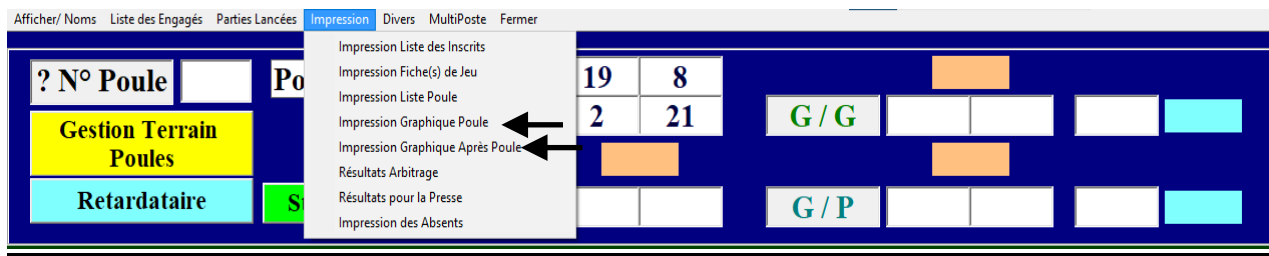 Afficher/ Noms Liste des Engagés Parties Lancées Impression Divers MultiPoste Fermer
Impression Liste des Inscrits
Impression Fiche(s) de Jeu
Impression Liste Poule
Impression Graphique Poule
Impression Graphique Après Poule
Résultats Arbitrage
Résultats pour la Presse
Impression des Absents
? N° Poule
Po
19 8
2 21
G / G
Gestion Terrain
Poules
Retardataire
G / P